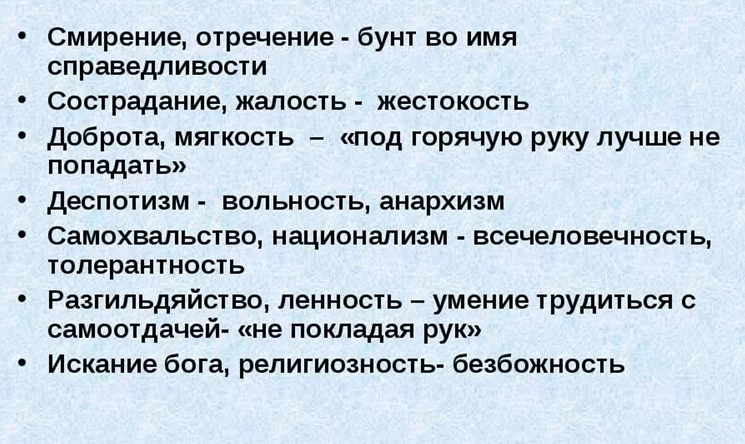 • Смирение, отречение - бунт во имя
справедливости
• Сострадание, жалость - жестокость
• Доброта, мягкость – «под горячую руку лучше не
попадать»
• Деспотизм - вольность, анархизм
• Самохвальство, национализм - всечеловечность,
толерантность
• Разгильдяйство, ленность – умение трудиться с
самоотдачей- «не покладая рук»
• Искание бога, религиозность- безбожность